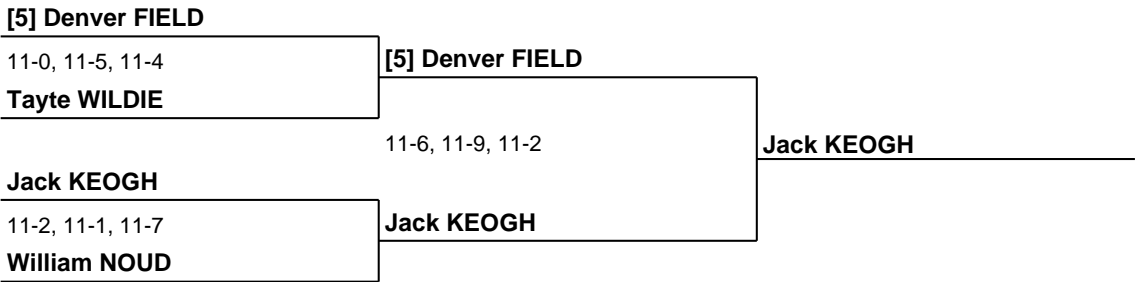 [5] Denver FIELD
11-0, 11-5, 11-4
[5] Denver FIELD
Tayte WILDIE
11-6, 11-9, 11-2
Jack KEOGH
Jack KEOGH
11-2, 11-1, 11-7
Jack KEOGH
William NOUD